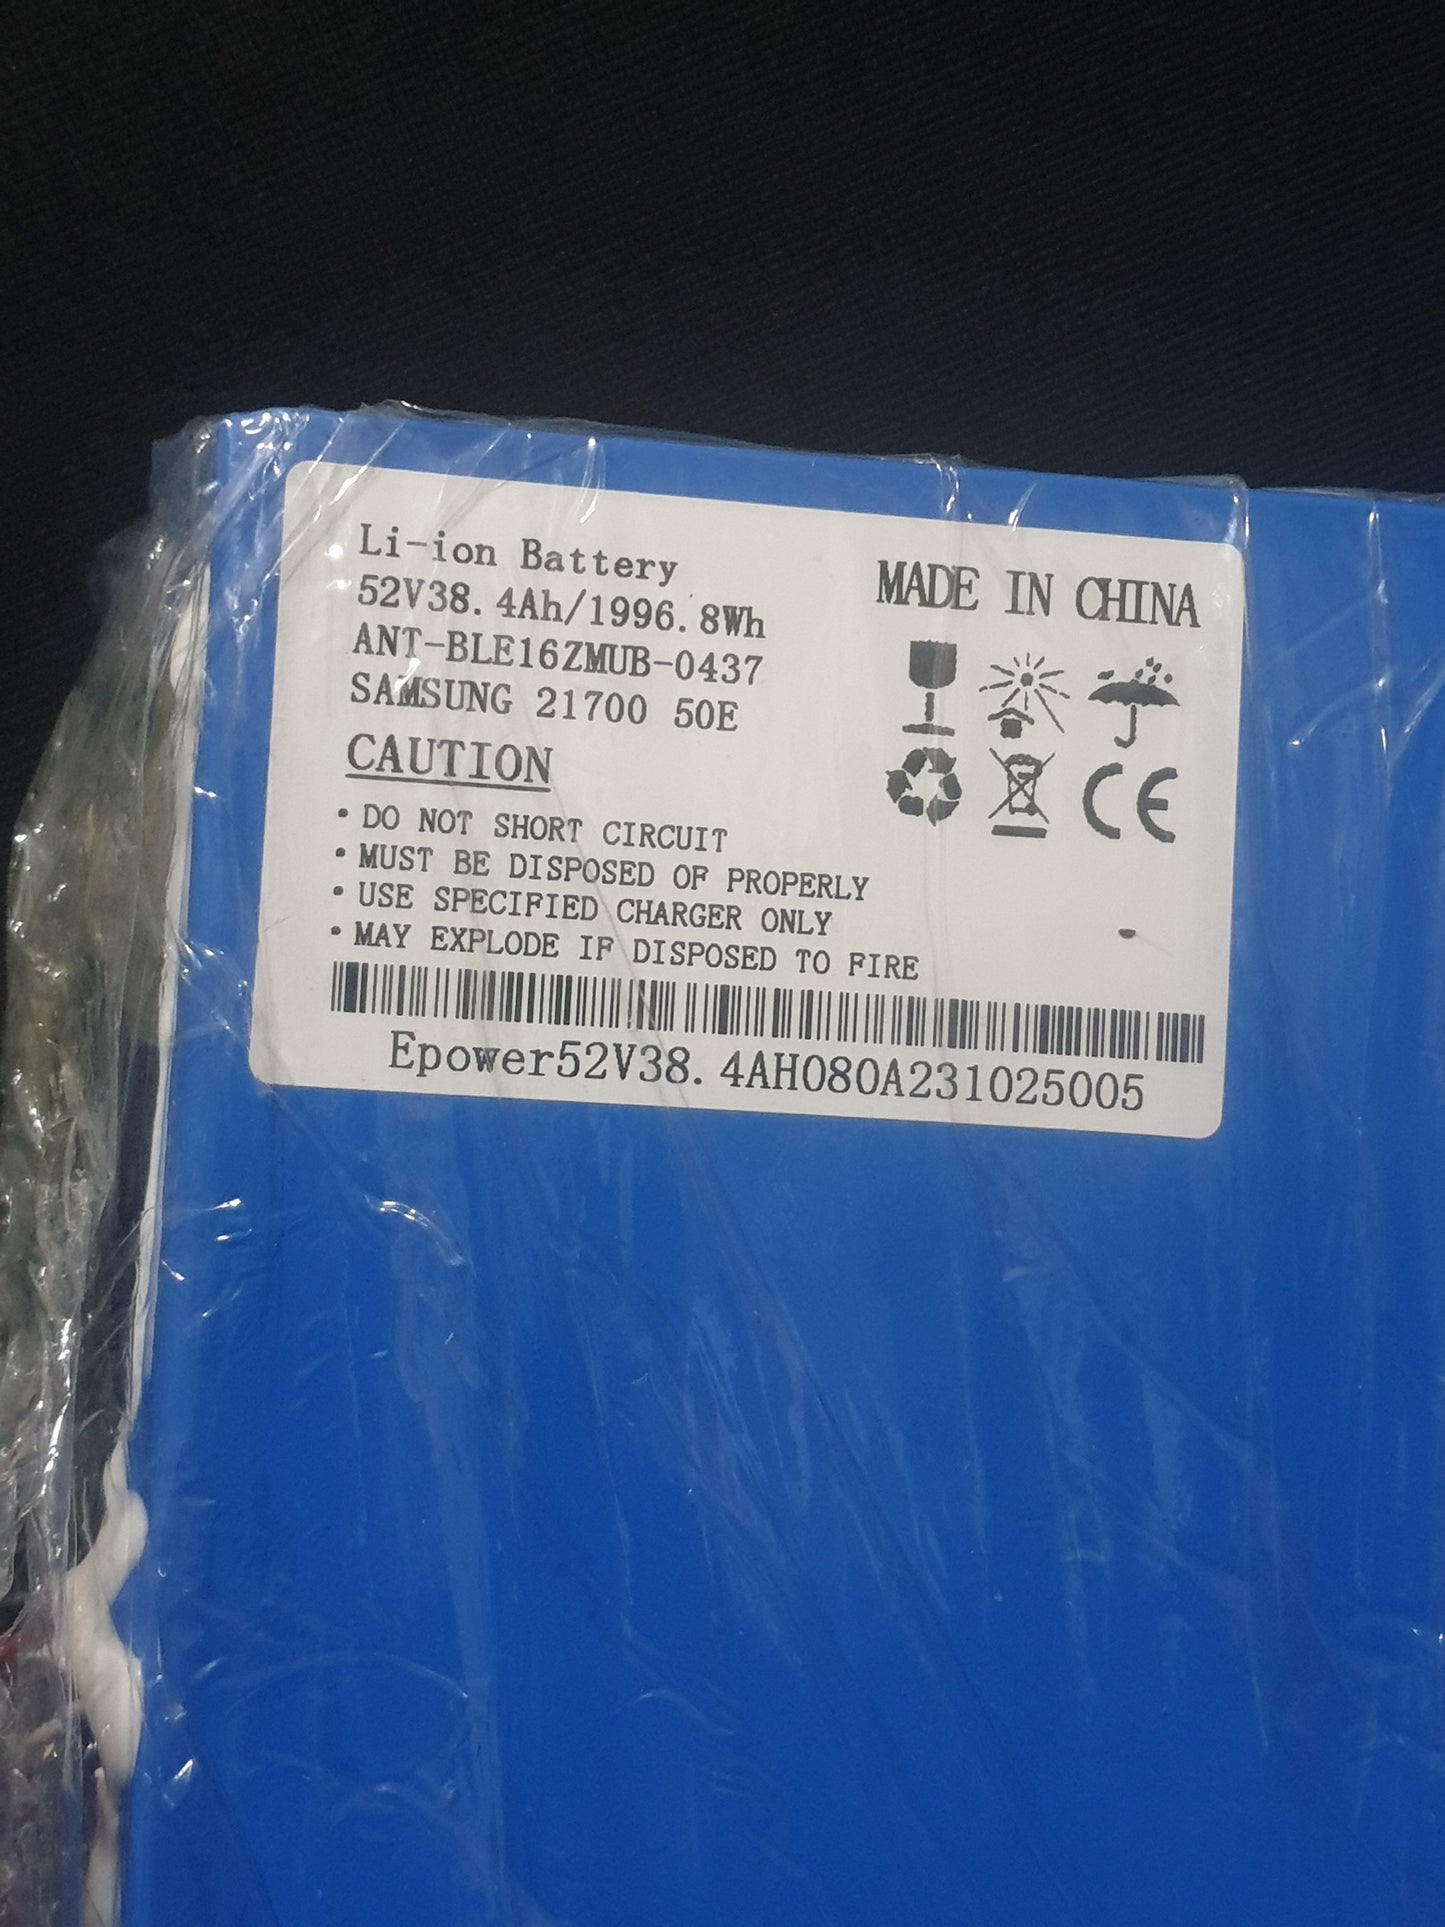 Li-ion Battery
52V38.4Ah/1996.8Wh
ANT-BLE16ZMUB-0437
SAMSUNG 21700 50E
CAUTION
• DO NOT SHORT CIRCUIT
• MUST BE DISPOSED OF PROPERLY
• USE SPECIFIED CHARGER ONLY
• MAY EXPLODE IF DISPOSED TO FIRE
MADE IN CHINA
CE
Epower52V38.4AH080A231025005